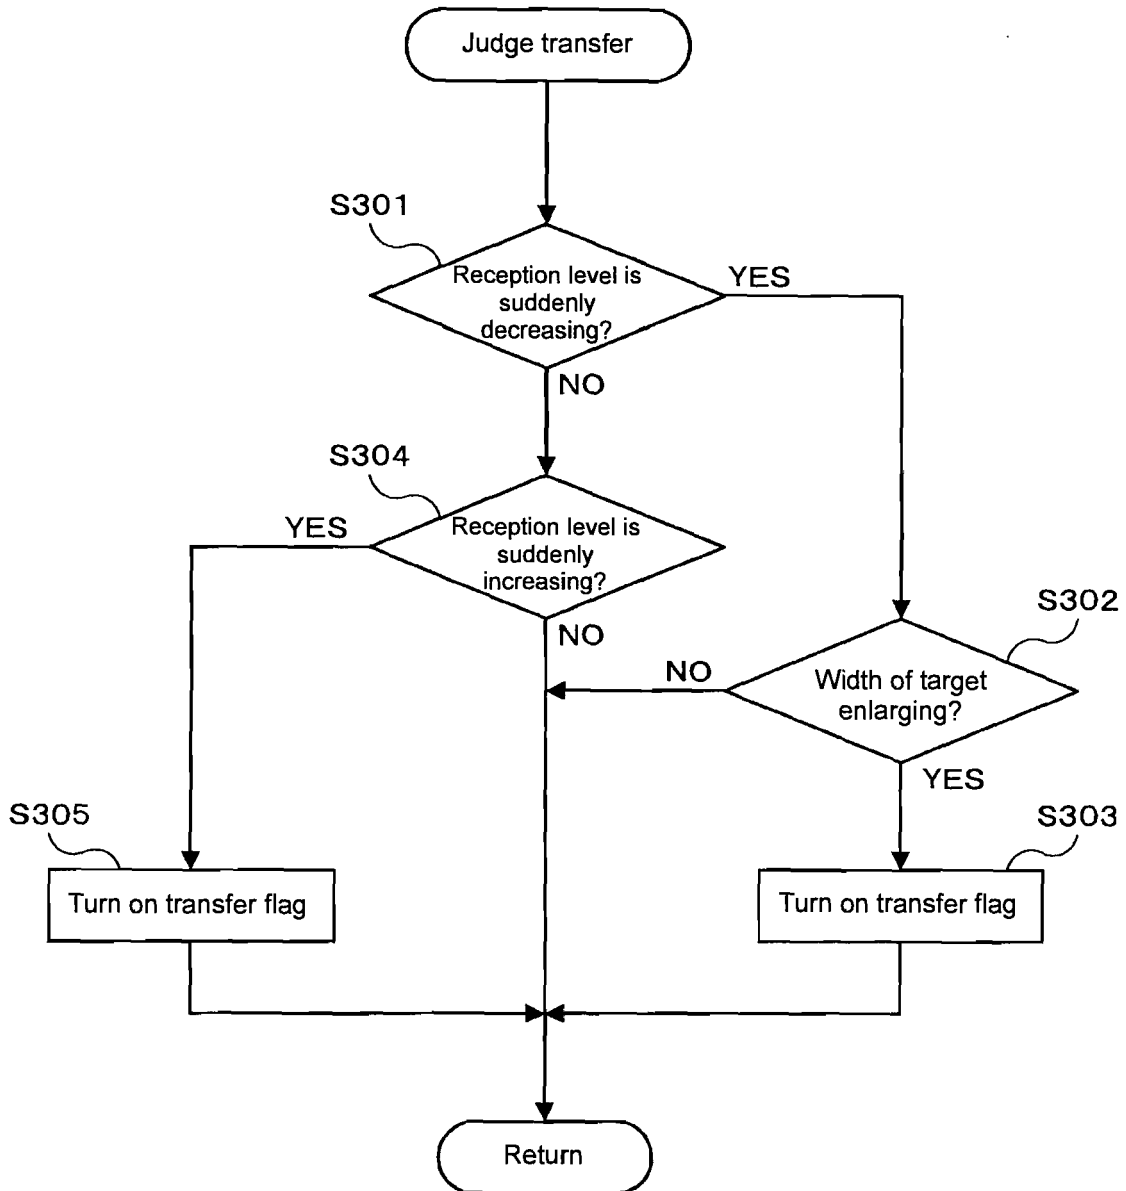 Judge transfer
S301
Reception level is
suddenly
decreasing?
YES
NO
S304
Reception level is
suddenly
increasing?
YES
NO
S302
Width of target
enlarging?
NO
YES
S305
Turn on transfer flag
S303
Turn on transfer flag
Return